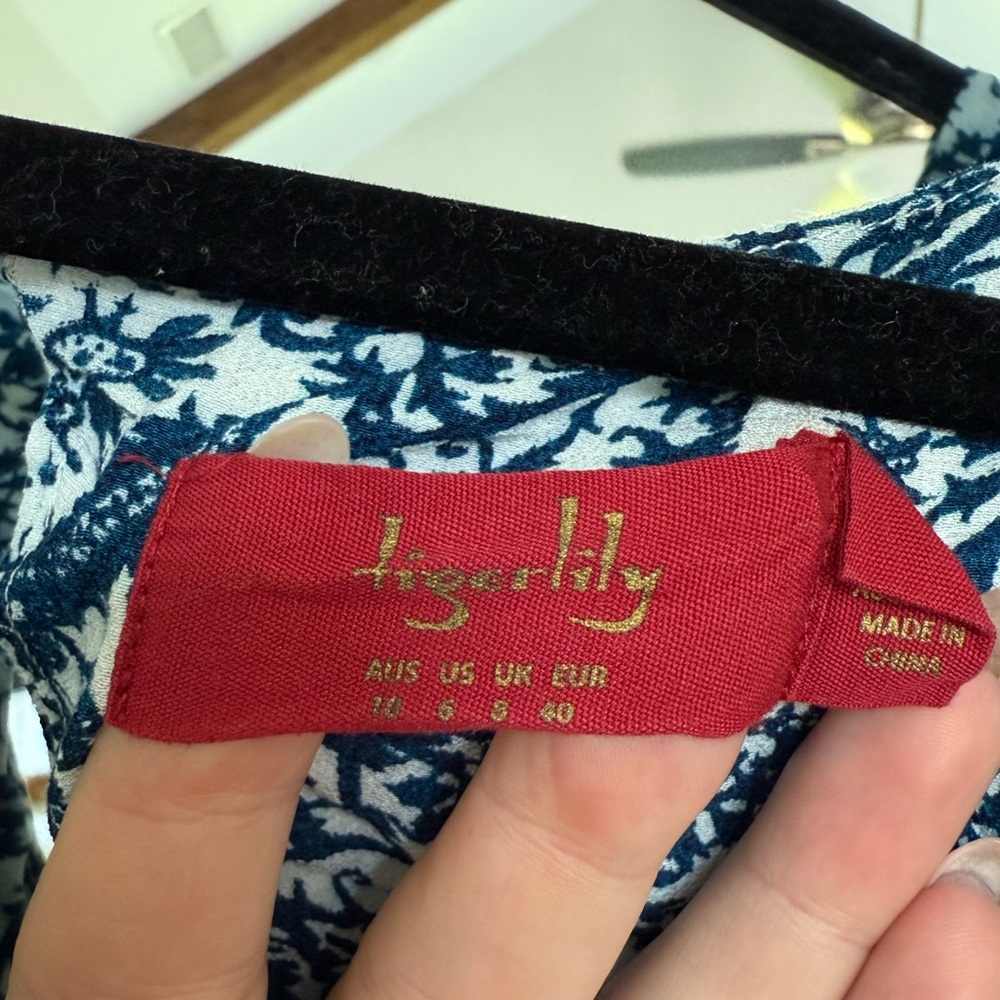 tigerlily
AUS US UK EUR
10 6 8 40
MADE IN
CHINA